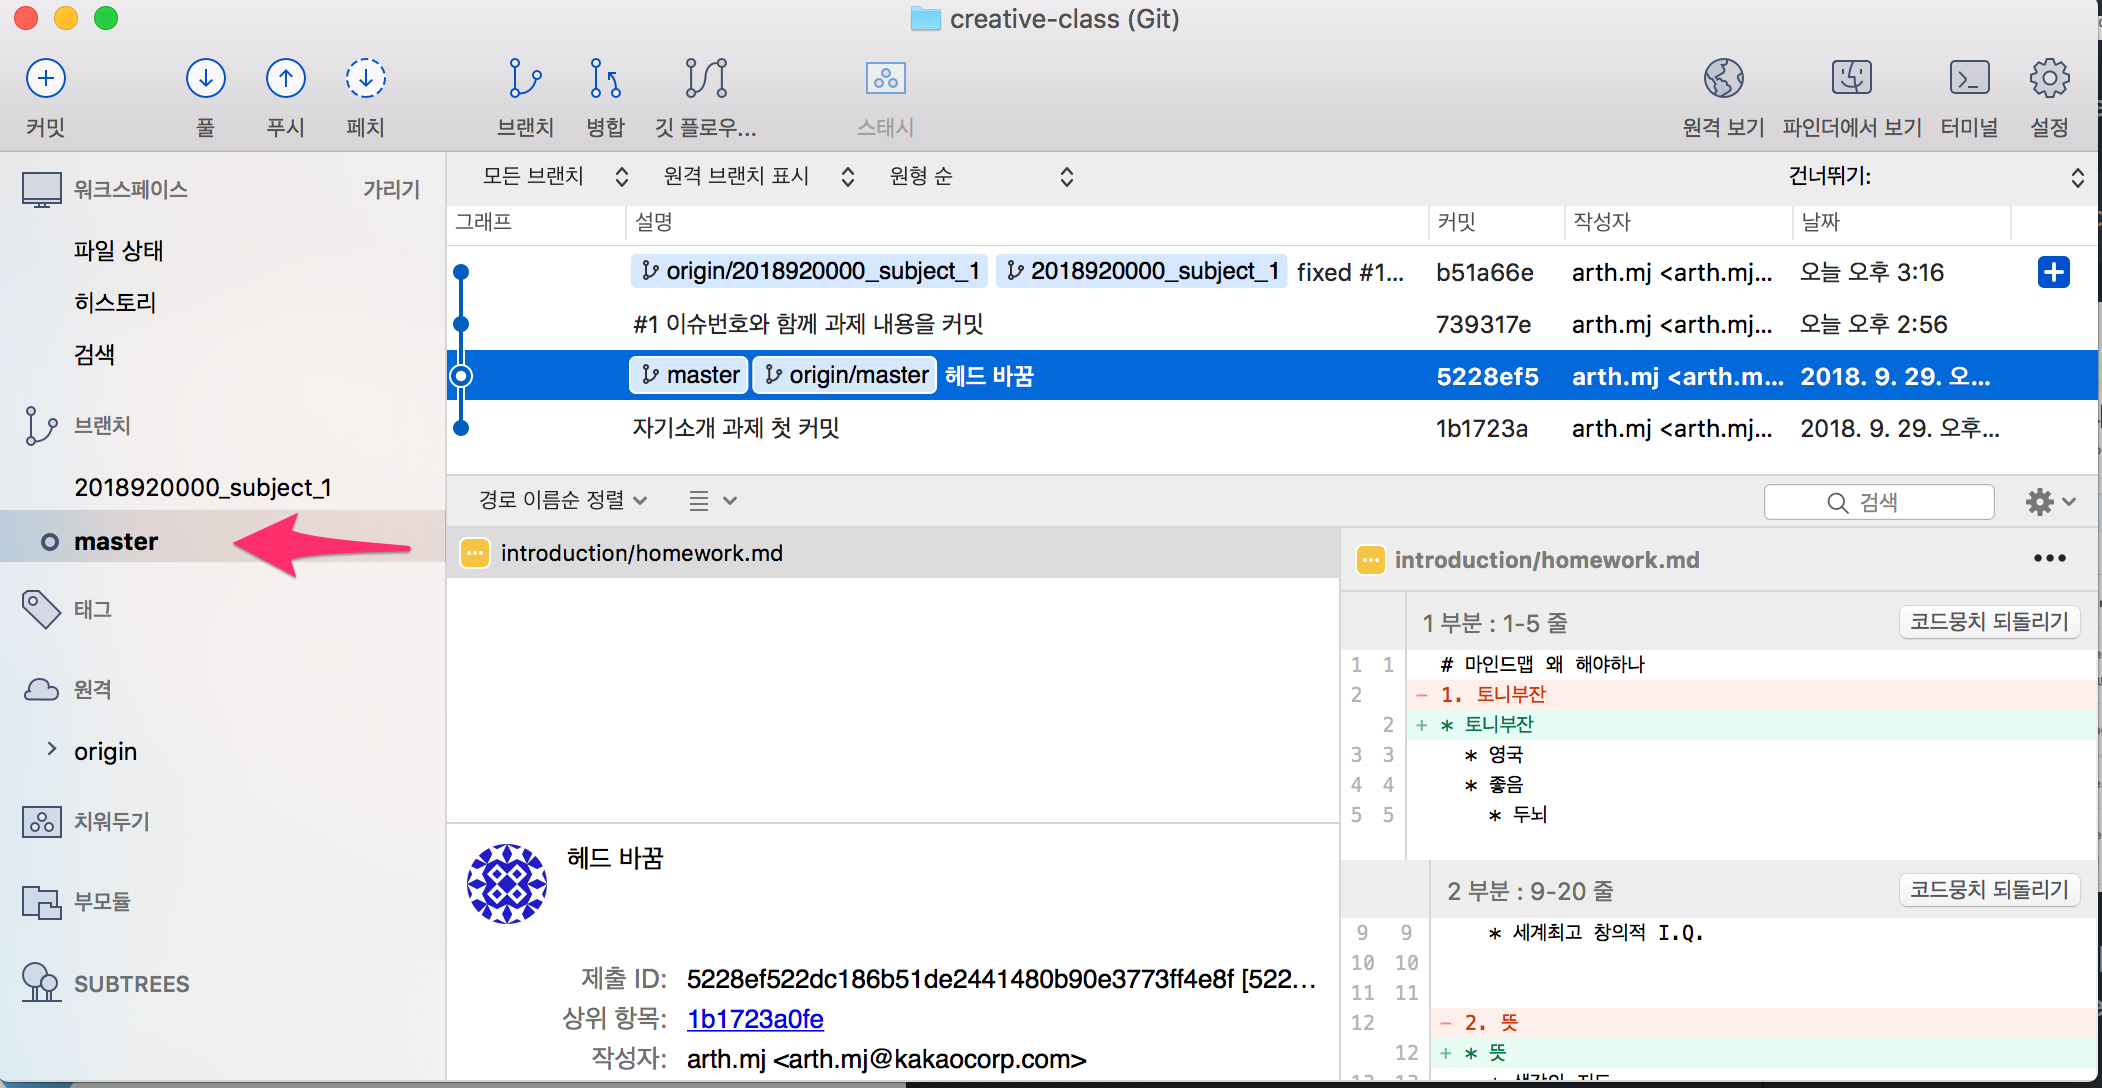 creative-class (Git)
커밋 풀 푸시 페치 브랜치 병합 깃 플로우... 스태시 원격 보기 파인더에서 보기 터미널 설정
워크스페이스 가리기
파일 상태
히스토리
검색
브랜치
2018920000_subject_1
master
태그
원격
origin
치워두기
부모듈
SUBTREES
모든 브랜치 원격 브랜치 표시 원형 순 건너뛰기:
그래프 설명 커밋 작성자 날짜
origin/2018920000_subject_1 2018920000_subject_1 fixed #1... b51a66e arth.mj <arth.mj... 오늘 오후 3:16
#1 이슈번호와 함께 과제 내용을 커밋 739317e arth.mj <arth.mj... 오늘 오후 2:56
master origin/master 헤드 바꿈 5228ef5 arth.mj <arth.m... 2018. 9. 29. 오...
자기소개 과제 첫 커밋 1b1723a arth.mj <arth.mj... 2018. 9. 29. 오후...
경로 이름순 정렬 검색
introduction/homework.md
헤드 바꿈
제출 ID: 5228ef522dc186b51de2441480b90e3773ff4e8f [522...
상위 항목: 1b1723a0fe
작성자: arth.mj <arth.mj@kakaocorp.com>
introduction/homework.md
1 부분 : 1-5 줄 코드뭉치 되돌리기
1 1 # 마인드맵 왜 해야하나
2 - 1. 토니부잔
2 + * 토니부잔
3 3 * 영국
4 4 * 좋음
5 5 * 두뇌
2 부분 : 9-20 줄 코드뭉치 되돌리기
9 9 * 세계최고 창의적 I.Q.
10 10
11 11
12 - 2. 뜻
12 + * 뜻